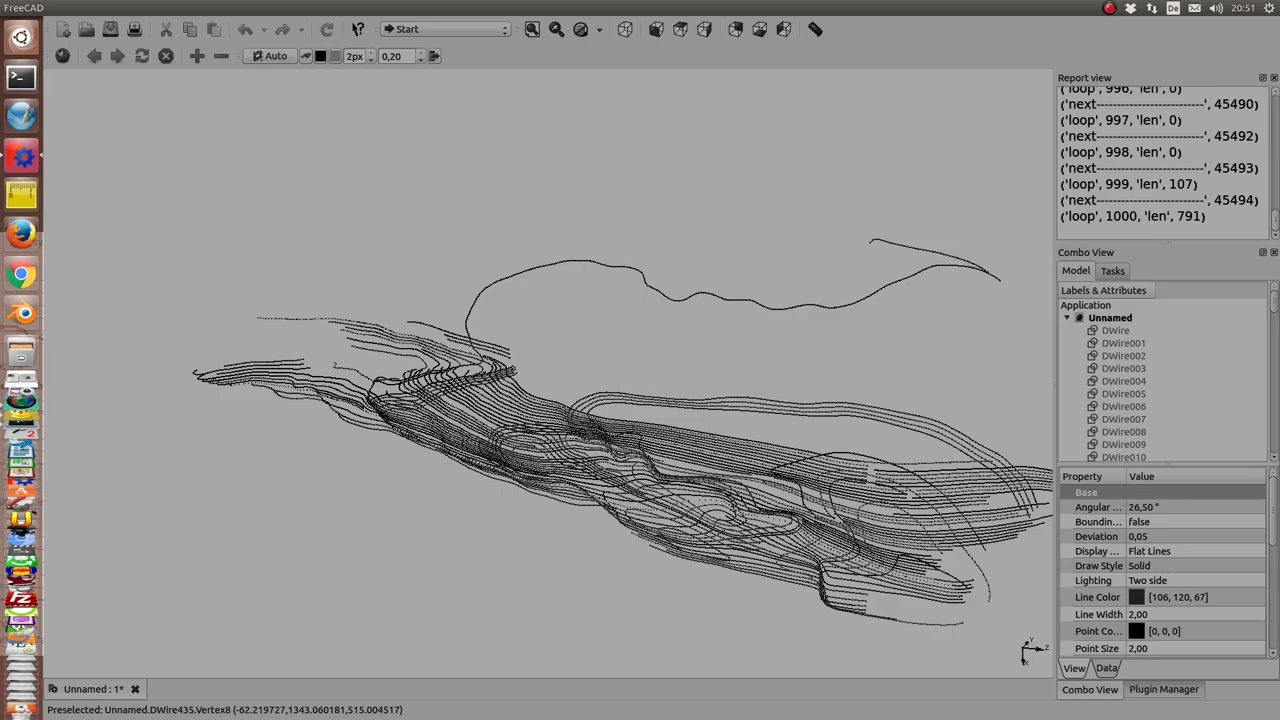 FreeCAD
De
20:51
Start
Auto
2px
0,20
Report view
('loop', 996, 'len', 0)
('next--------------------------', 45490)
('loop', 997, 'len', 0)
('next--------------------------', 45492)
('loop', 998, 'len', 0)
('next--------------------------', 45493)
('loop', 999, 'len', 107)
('next--------------------------', 45494)
('loop', 1000, 'len', 791)
Combo View
Model
Tasks
Labels & Attributes
Application
Unnamed
DWire
DWire001
DWire002
DWire003
DWire004
DWire005
DWire006
DWire007
DWire008
DWire009
DWire010
Property
Value
Base
Angular ...
26,50 °
Boundin...
false
Deviation
0,05
Display ...
Flat Lines
Draw Style
Solid
Lighting
Two side
Line Color
[106, 120, 67]
Line Width
2,00
Point Co...
[0, 0, 0]
Point Size
2,00
View
Data
Combo View
Plugin Manager
Y
Z
X
Unnamed : 1*
Preselected: Unnamed.DWire435.Vertex8 (-62.219727,1343.060181,515.004517)